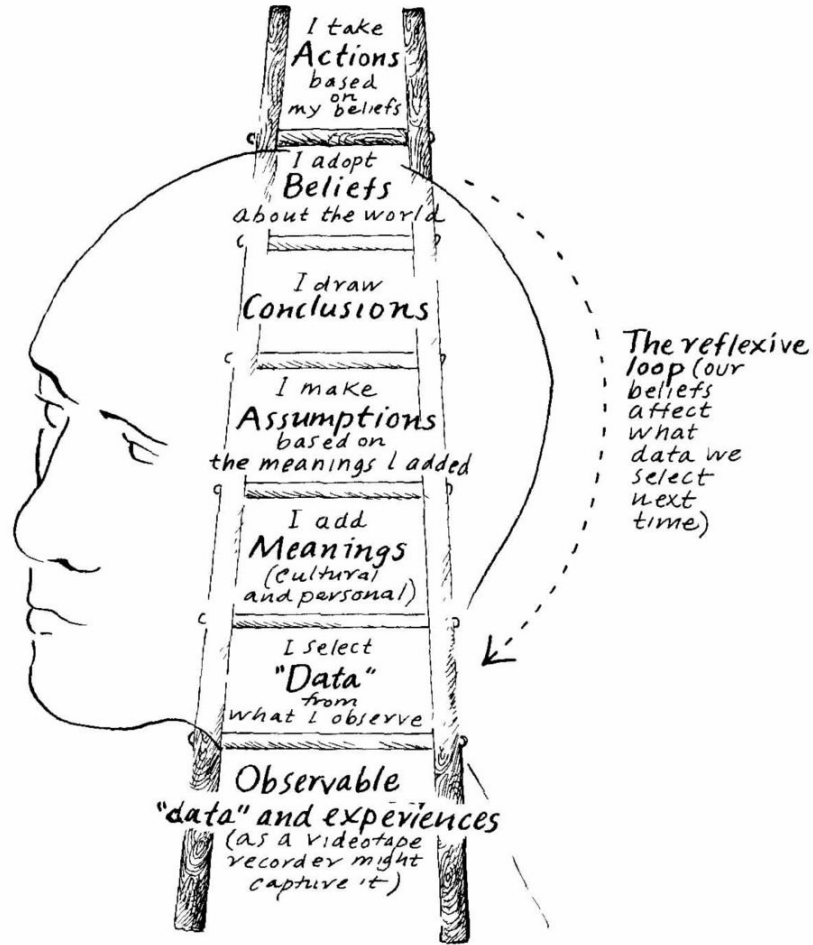 I take
Actions
based
on
my beliefs
I adopt
Beliefs
about the world
I draw
Conclusions
I make
Assumptions
based on
the meanings I added
I add
Meanings
(cultural
and personal)
I select
"Data"
from
what I observe
Observable
"data" and experiences
(as a videotape
recorder might
capture it)
The reflexive
loop (our
beliefs
affect
what
data we
select
next
time)